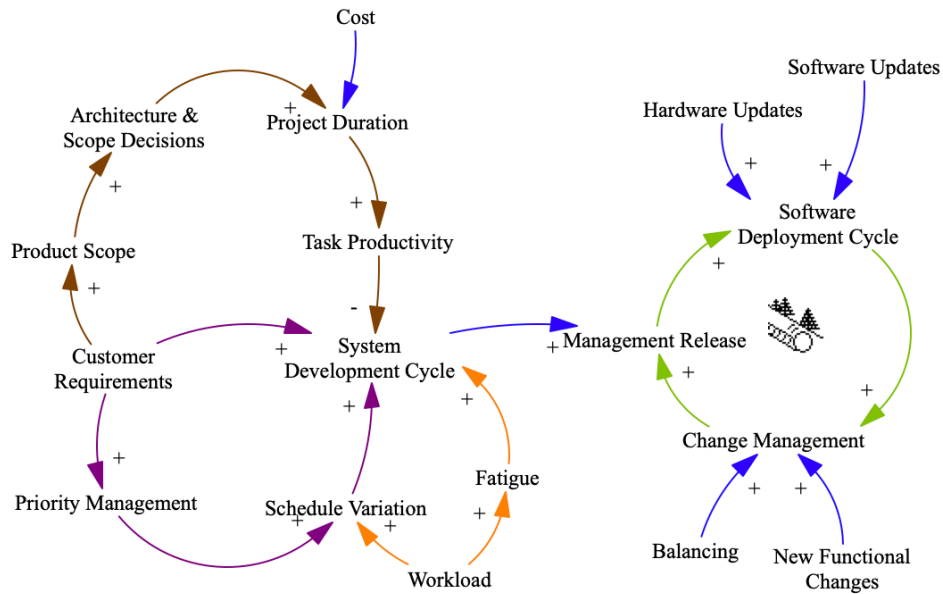 Cost
Software Updates
Hardware Updates
+
Architecture &
Scope Decisions
Project Duration
+
+
+
+
Software
Deployment Cycle
Product Scope
Task Productivity
+
+
+
-
Customer
Requirements
+
System
Development Cycle
+
Management Release
+
+
+
+
Change Management
+
Priority Management
Schedule Variation
+
+
Fatigue
+
+
+
Workload
Balancing
New Functional
Changes